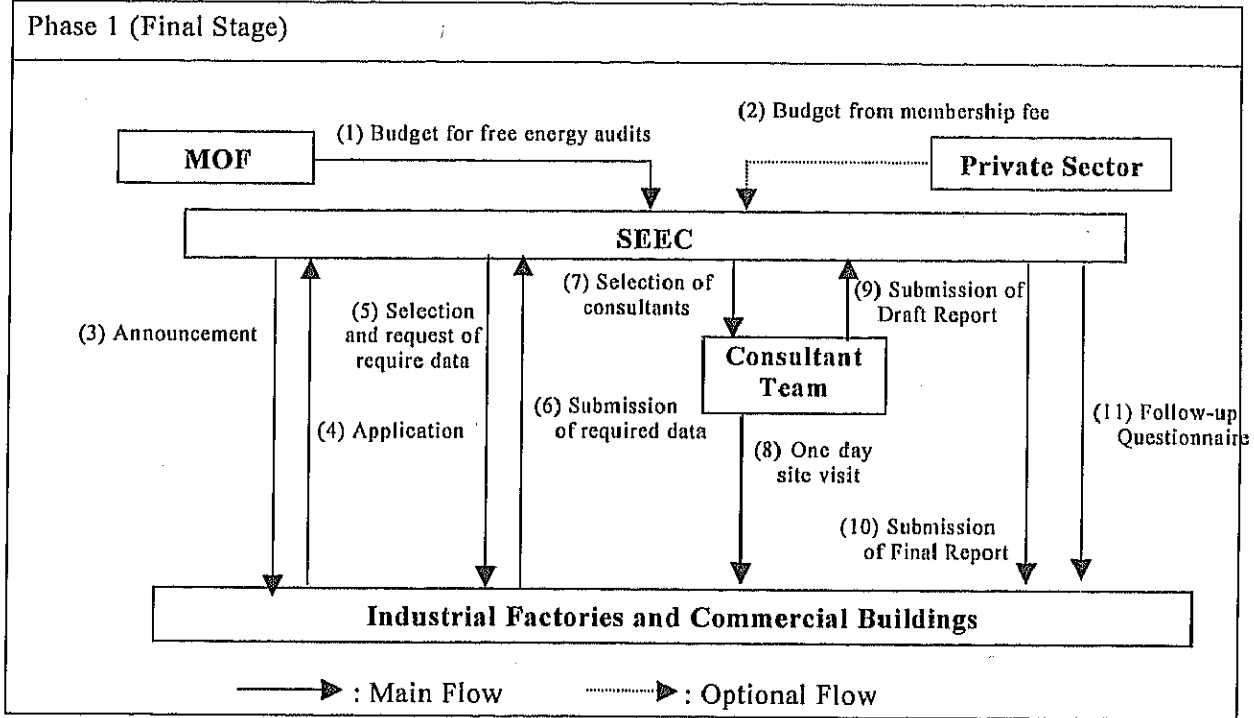 Phase 1 (Final Stage)
(2) Budget from membership fee
(1) Budget for free energy audits
MOF
Private Sector
SEEC
(3) Announcement
(4) Application
(5) Selection
and request of
require data
(6) Submission
of required data
(7) Selection of
consultants
Consultant
Team
(8) One day
site visit
(9) Submission of
Draft Report
(10) Submission
of Final Report
(11) Follow-up
Questionnaire
Industrial Factories and Commercial Buildings
: Main Flow
: Optional Flow